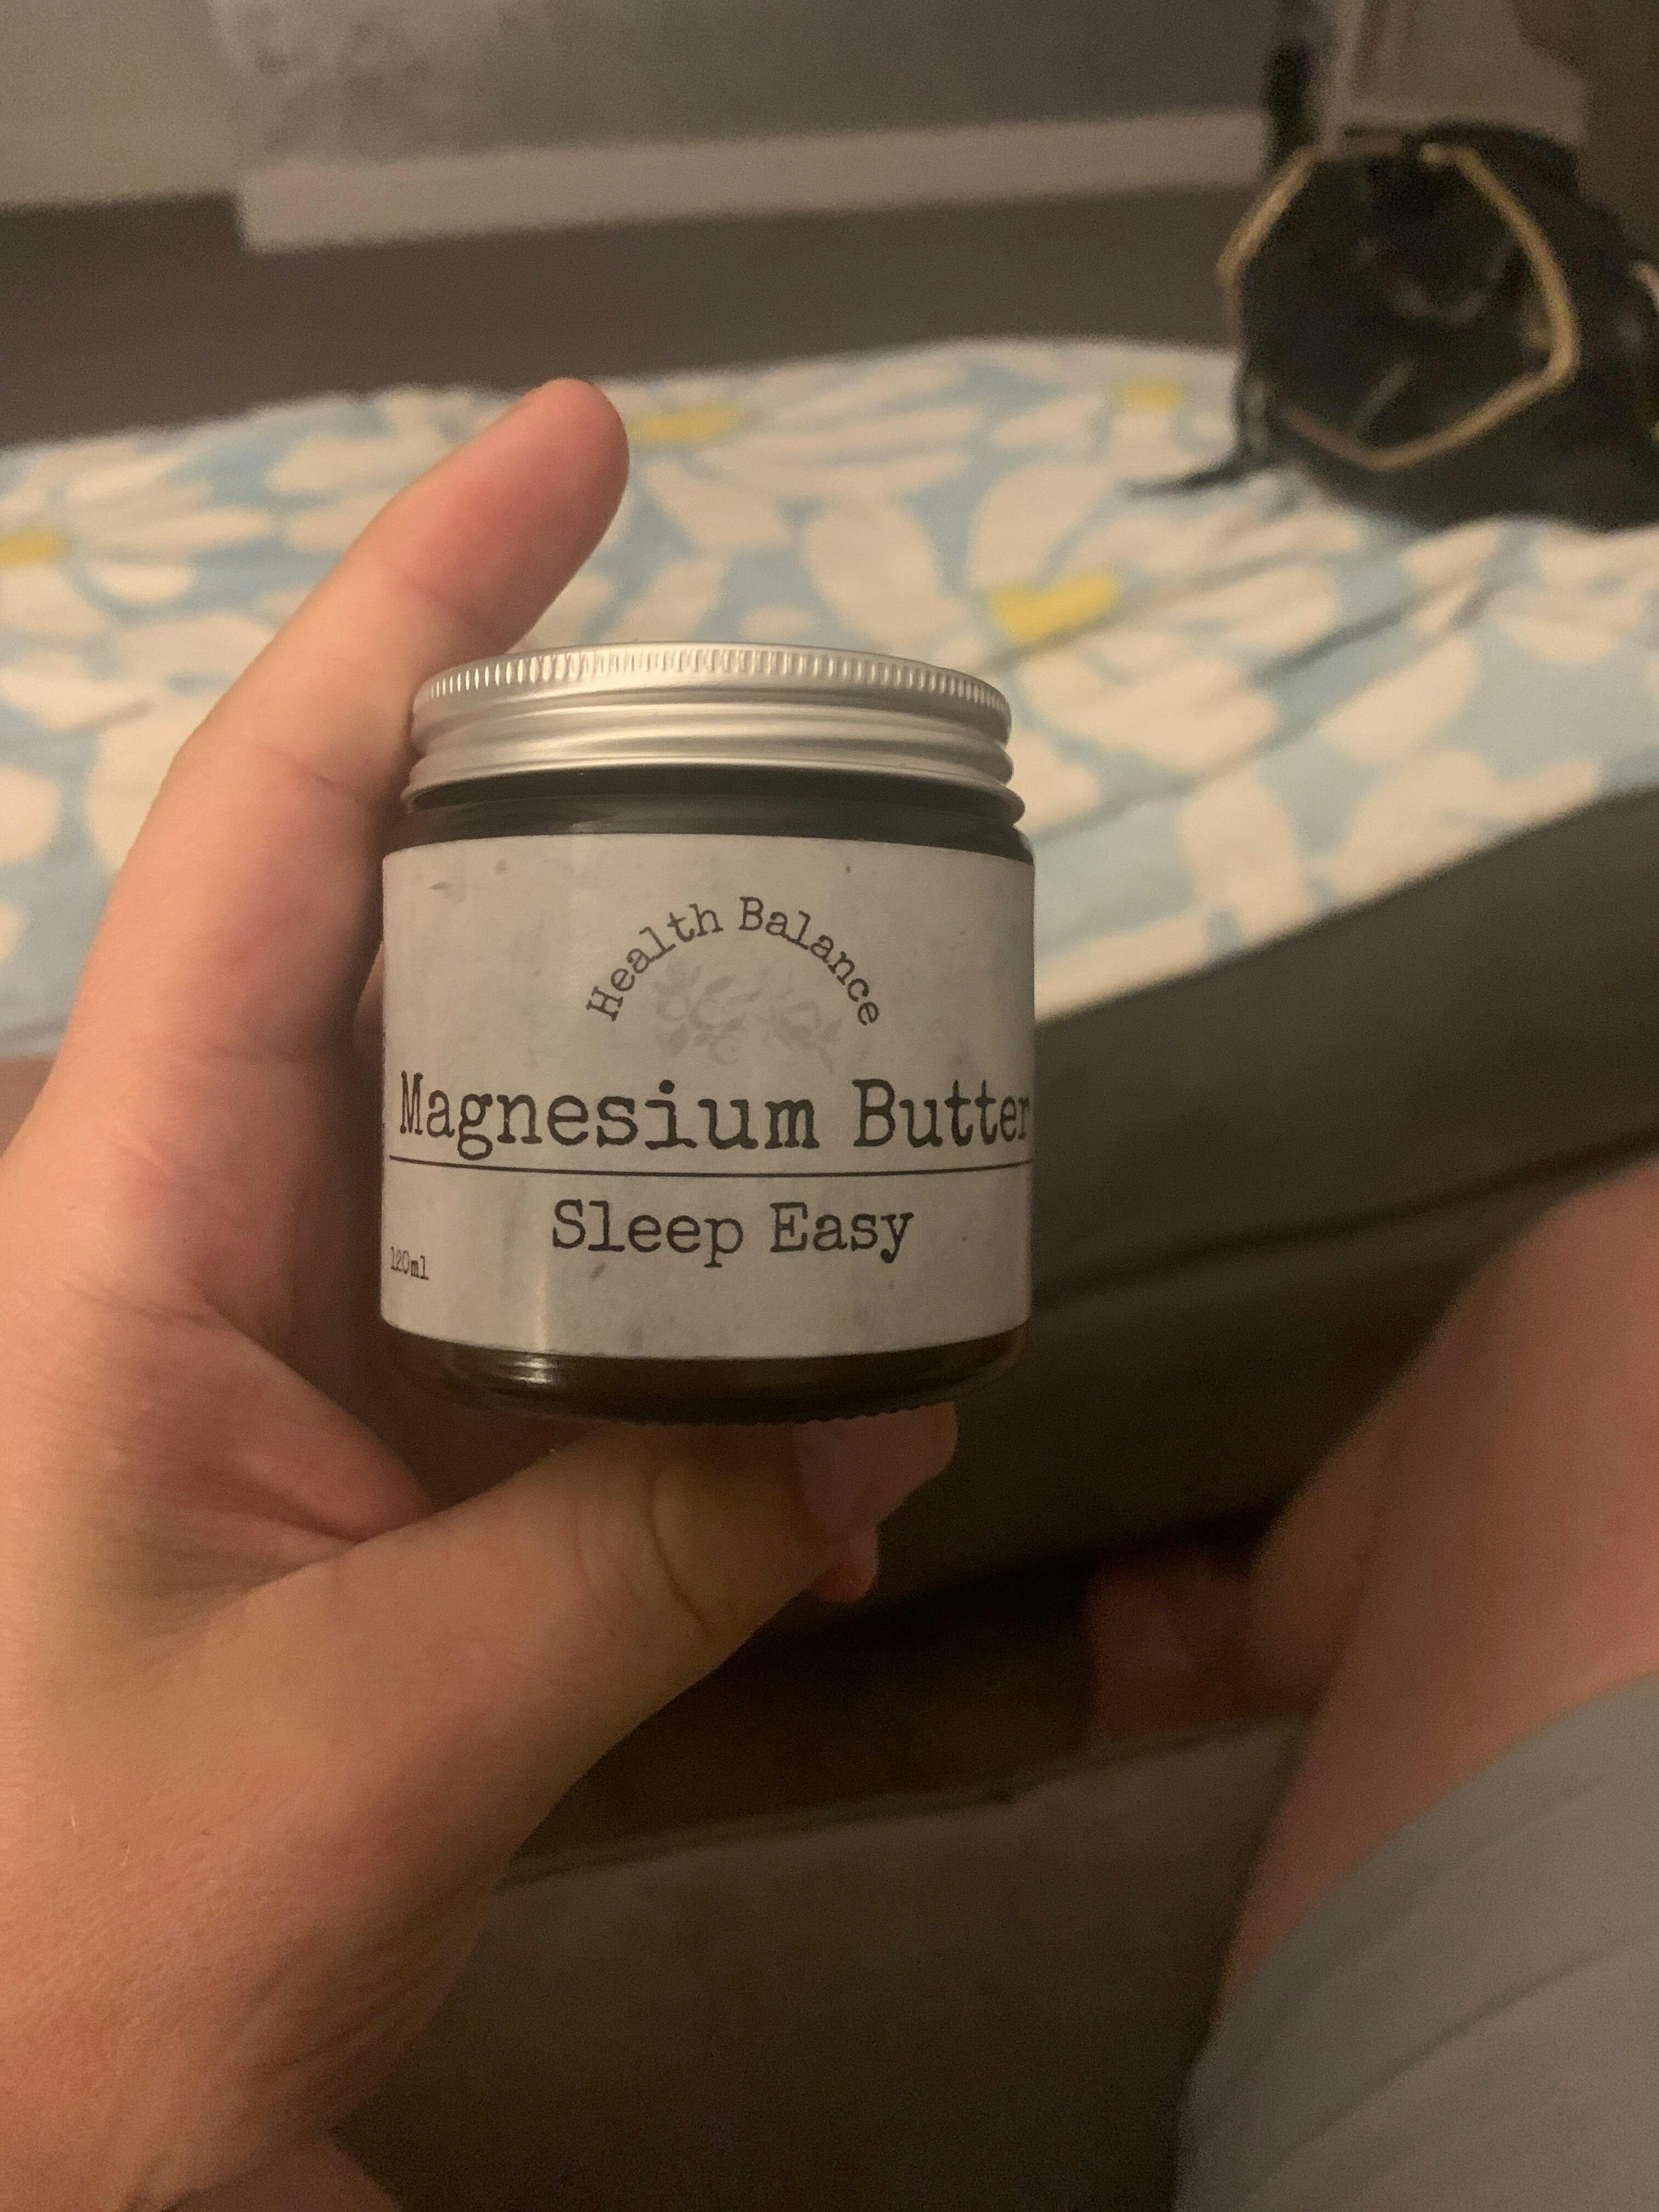 Health Balance
Magnesium Butter
Sleep Easy
120ml